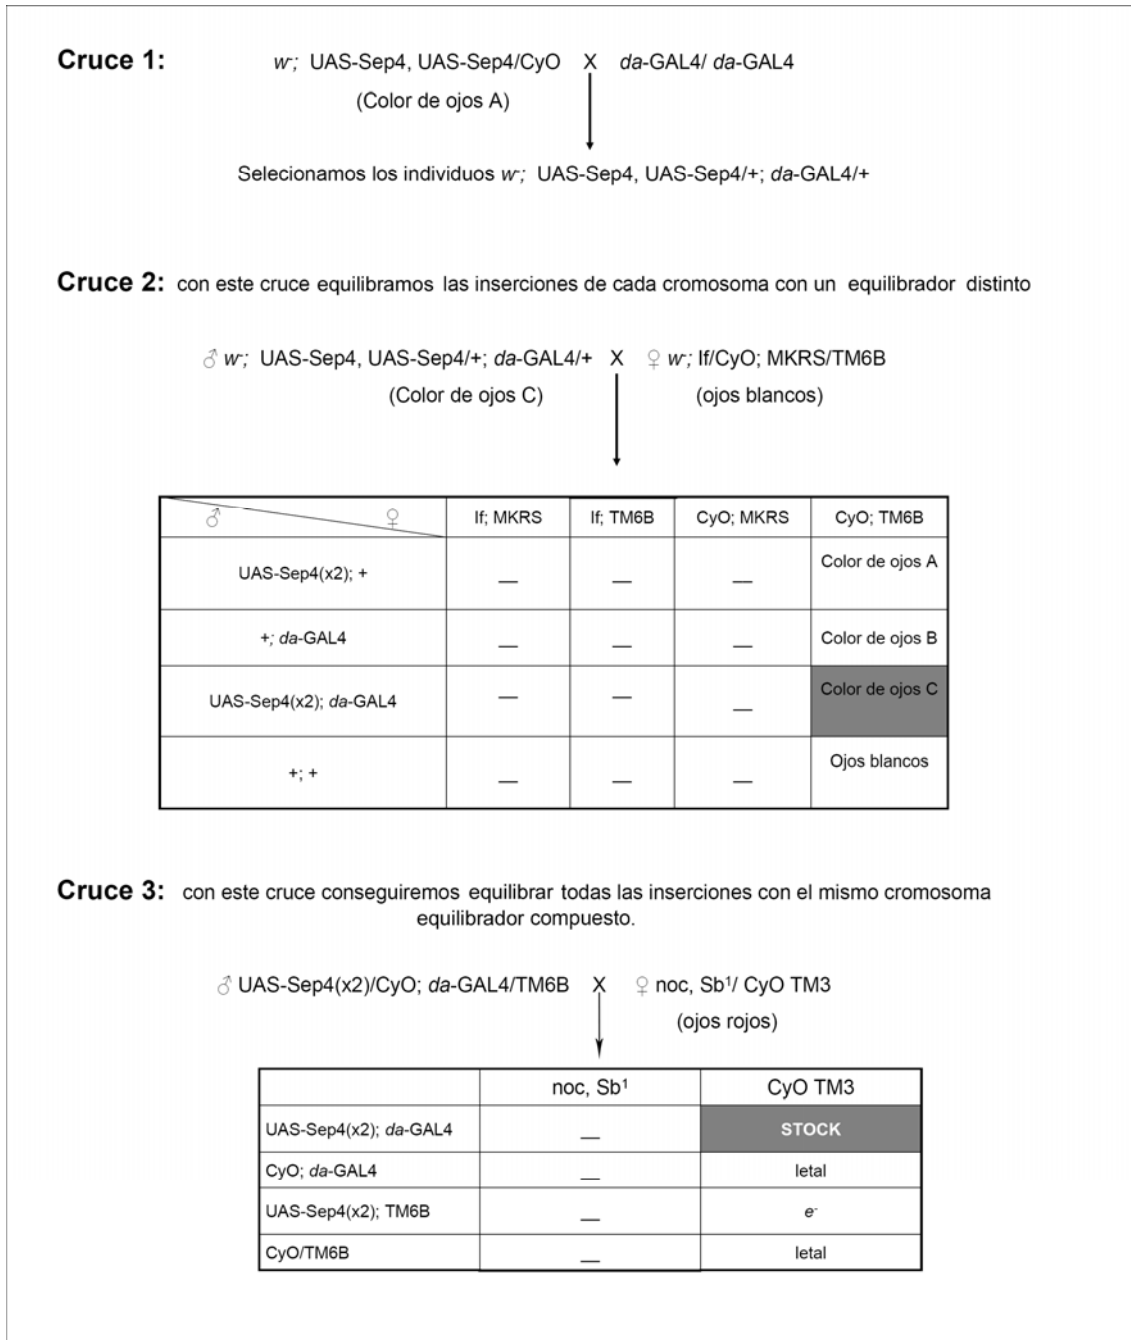 Cruce 1: w-; UAS-Sep4, UAS-Sep4/CyO X da-GAL4/ da-GAL4
(Color de ojos A)
Selecionamos los individuos w-; UAS-Sep4, UAS-Sep4/+; da-GAL4/+
Cruce 2: con este cruce equilibramos las inserciones de cada cromosoma con un equilibrador distinto
♂ w-; UAS-Sep4, UAS-Sep4/+; da-GAL4/+ X ♀ w-; If/CyO; MKRS/TM6B
(Color de ojos C) (ojos blancos)
♂ ♀ If; MKRS If; TM6B CyO; MKRS CyO; TM6B
UAS-Sep4(x2); + — — — Color de ojos A
+; da-GAL4 — — — Color de ojos B
UAS-Sep4(x2); da-GAL4 — — — Color de ojos C
+; + — — — Ojos blancos
Cruce 3: con este cruce conseguiremos equilibrar todas las inserciones con el mismo cromosoma
equilibrador compuesto.
♂ UAS-Sep4(x2)/CyO; da-GAL4/TM6B X ♀ noc, Sb¹/ CyO TM3
(ojos rojos)
noc, Sb¹ CyO TM3
UAS-Sep4(x2); da-GAL4 — STOCK
CyO; da-GAL4 — letal
UAS-Sep4(x2); TM6B — e-
CyO/TM6B — letal